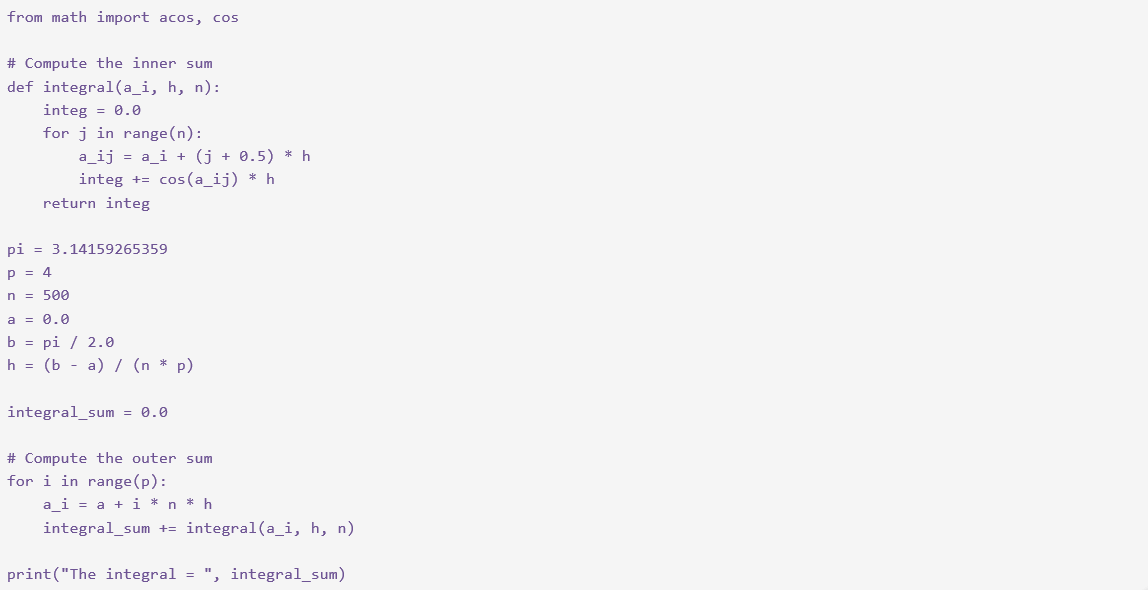 from math import acos, cos

# Compute the inner sum
def integral(a_i, h, n):
    integ = 0.0
    for j in range(n):
        a_ij = a_i + (j + 0.5) * h
        integ += cos(a_ij) * h
    return integ

pi = 3.14159265359
p = 4
n = 500
a = 0.0
b = pi / 2.0
h = (b - a) / (n * p)

integral_sum = 0.0

# Compute the outer sum
for i in range(p):
    a_i = a + i * n * h
    integral_sum += integral(a_i, h, n)

print("The integral = ", integral_sum)